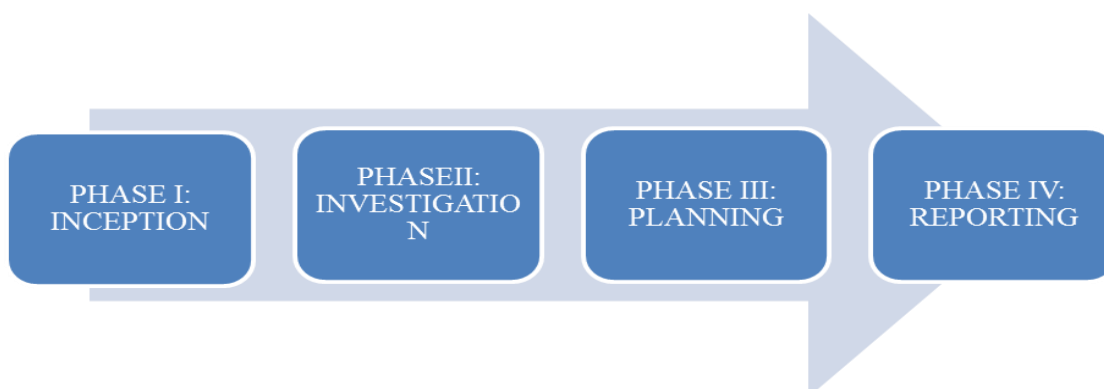 PHASE I:
INCEPTION
PHASEII:
INVESTIGATIO
N
PHASE III:
PLANNING
PHASE IV:
REPORTING